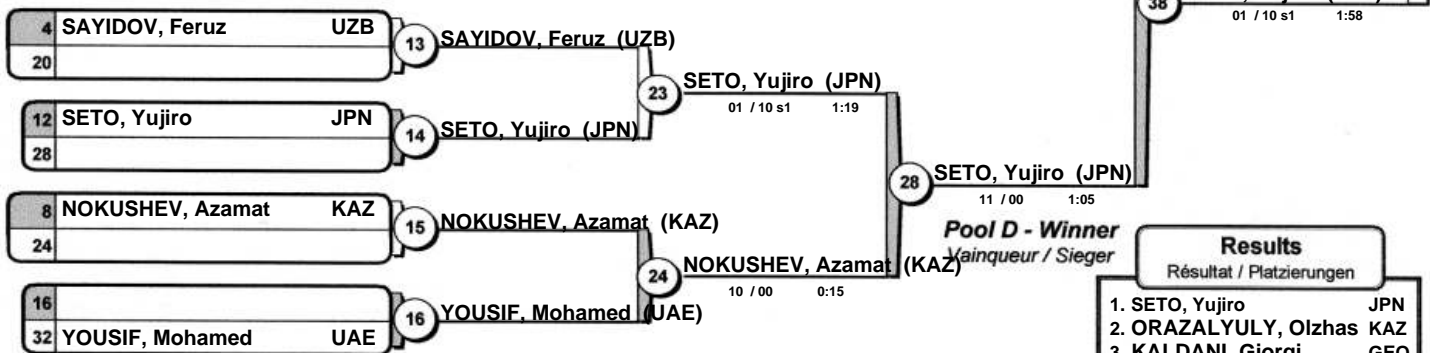 4 SAYIDOV, Feruz UZB
20
13 SAYIDOV, Feruz (UZB)
12 SETO, Yujiro JPN
28
14 SETO, Yujiro (JPN)
23 SETO, Yujiro (JPN)
01 / 10 s1 1:19
8 NOKUSHEV, Azamat KAZ
24
15 NOKUSHEV, Azamat (KAZ)
16
32 YOUSIF, Mohamed UAE
16 YOUSIF, Mohamed (UAE)
24 NOKUSHEV, Azamat (KAZ)
10 / 00 0:15
28 SETO, Yujiro (JPN)
11 / 00 1:05
38
01 / 10 s1 1:58
Pool D - Winner
Vainqueur / Sieger
Results
Résultat / Platzierungen
1. SETO, Yujiro JPN
2. ORAZALYULY, Olzhas KAZ
3. KALDANI, Giorgi GEO